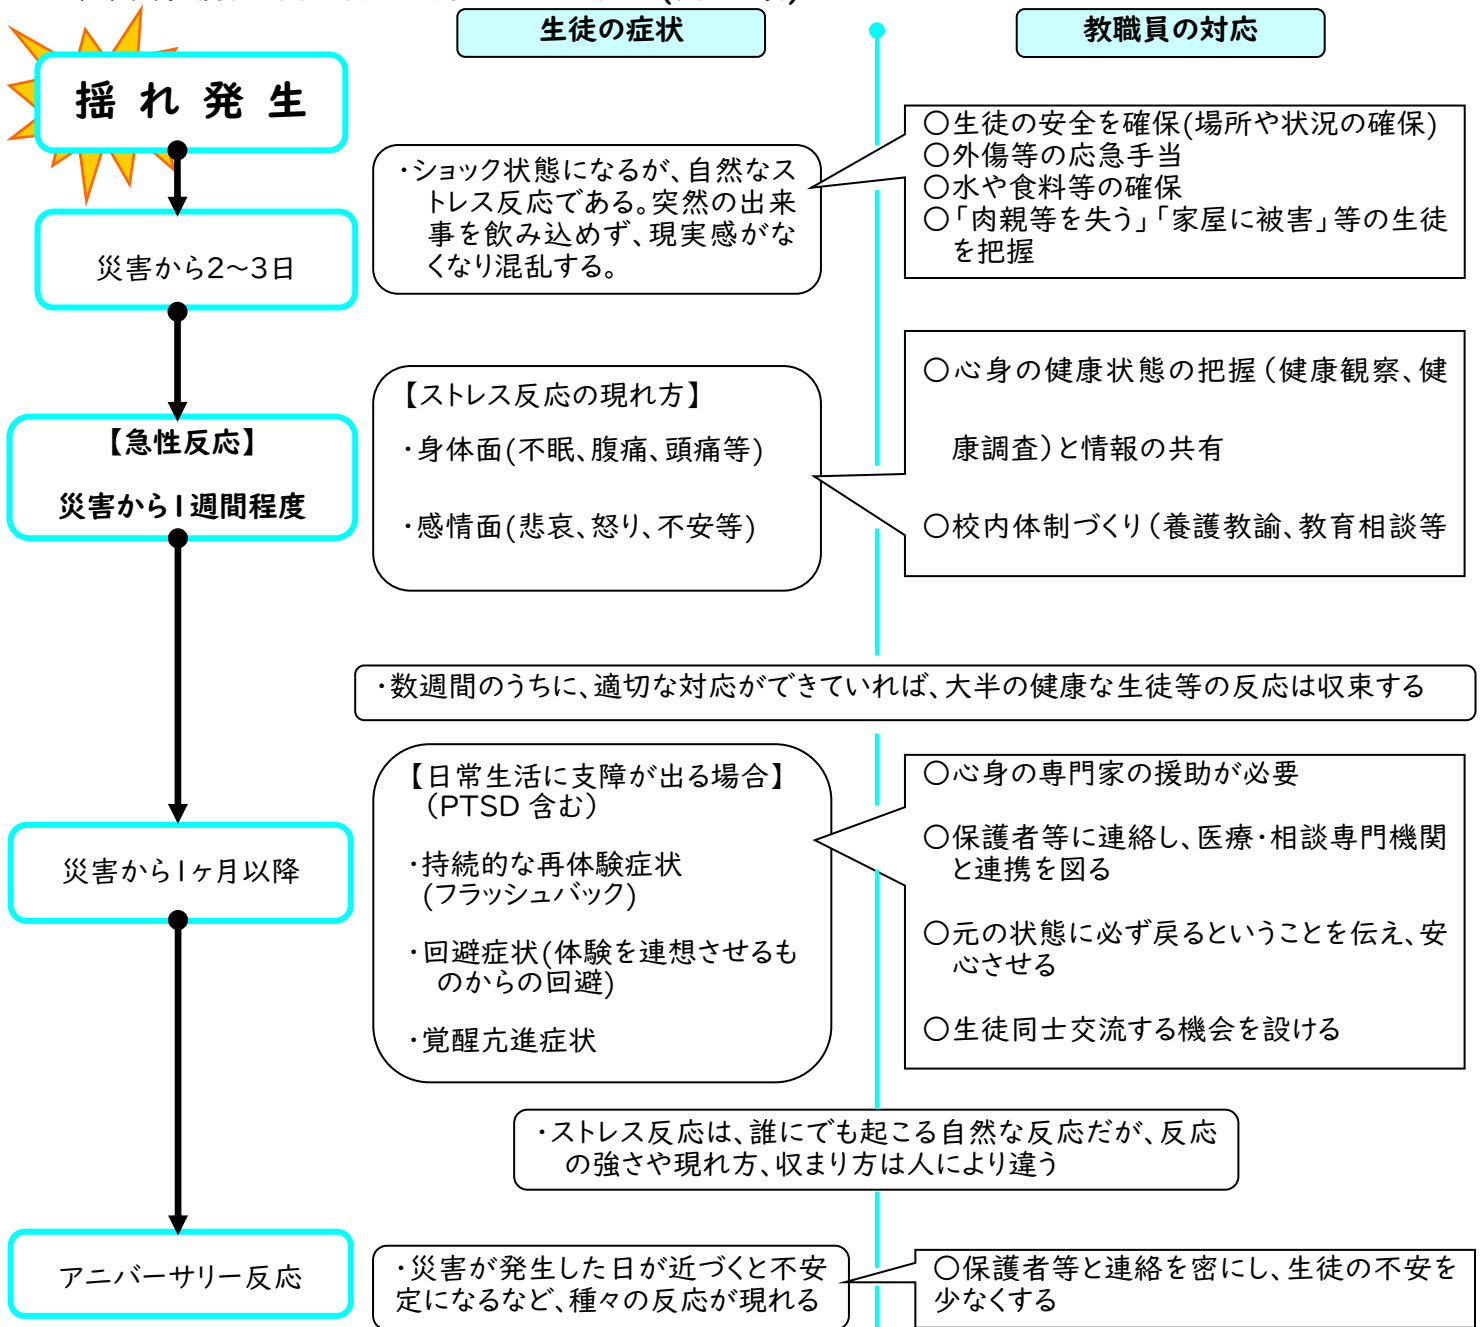 生徒の症状
教職員の対応
揺れ発生
・ショック状態になるが、自然なス
トレス反応である。突然の出来
事を飲み込めず、現実感がな
くなり混乱する。
〇生徒の安全を確保(場所や状況の確保)
〇外傷等の応急手当
〇水や食料等の確保
〇「肉親等を失う」「家屋に被害」等の生徒
を把握
災害から2~3日
【急性反応】
災害から1週間程度
【ストレス反応の現れ方】
・身体面(不眠、腹痛、頭痛等)
・感情面(悲哀、怒り、不安等)
〇心身の健康状態の把握(健康観察、健
康調査)と情報の共有
〇校内体制づくり(養護教諭、教育相談等
・数週間のうちに、適切な対応ができていれば、大半の健康な生徒等の反応は収束する
災害から1ヶ月以降
【日常生活に支障が出る場合】
(PTSD 含む)
・持続的な再体験症状
(フラッシュバック)
・回避症状(体験を連想させるも
のからの回避)
・覚醒亢進症状
〇心身の専門家の援助が必要
〇保護者等に連絡し、医療・相談専門機関
と連携を図る
〇元の状態に必ず戻るということを伝え、安
心させる
〇生徒同士交流する機会を設ける
・ストレス反応は、誰にでも起こる自然な反応だが、反応
の強さや現れ方、収まり方は人により違う
アニバーサリー反応
・災害が発生した日が近づくと不安
定になるなど、種々の反応が現れる
〇保護者等と連絡を密にし、生徒の不安を
少なくする